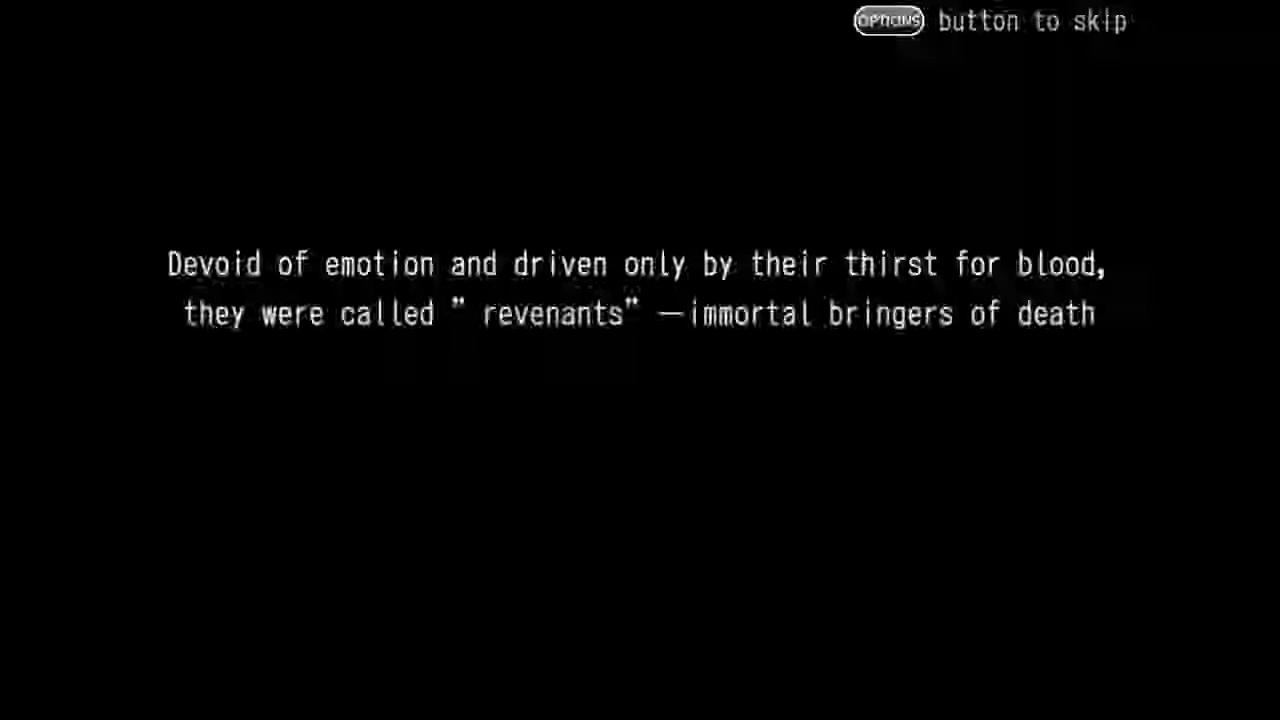 OPTIONS button to skip
Devoid of emotion and driven only by their thirst for blood,
they were called " revenants" —immortal bringers of death